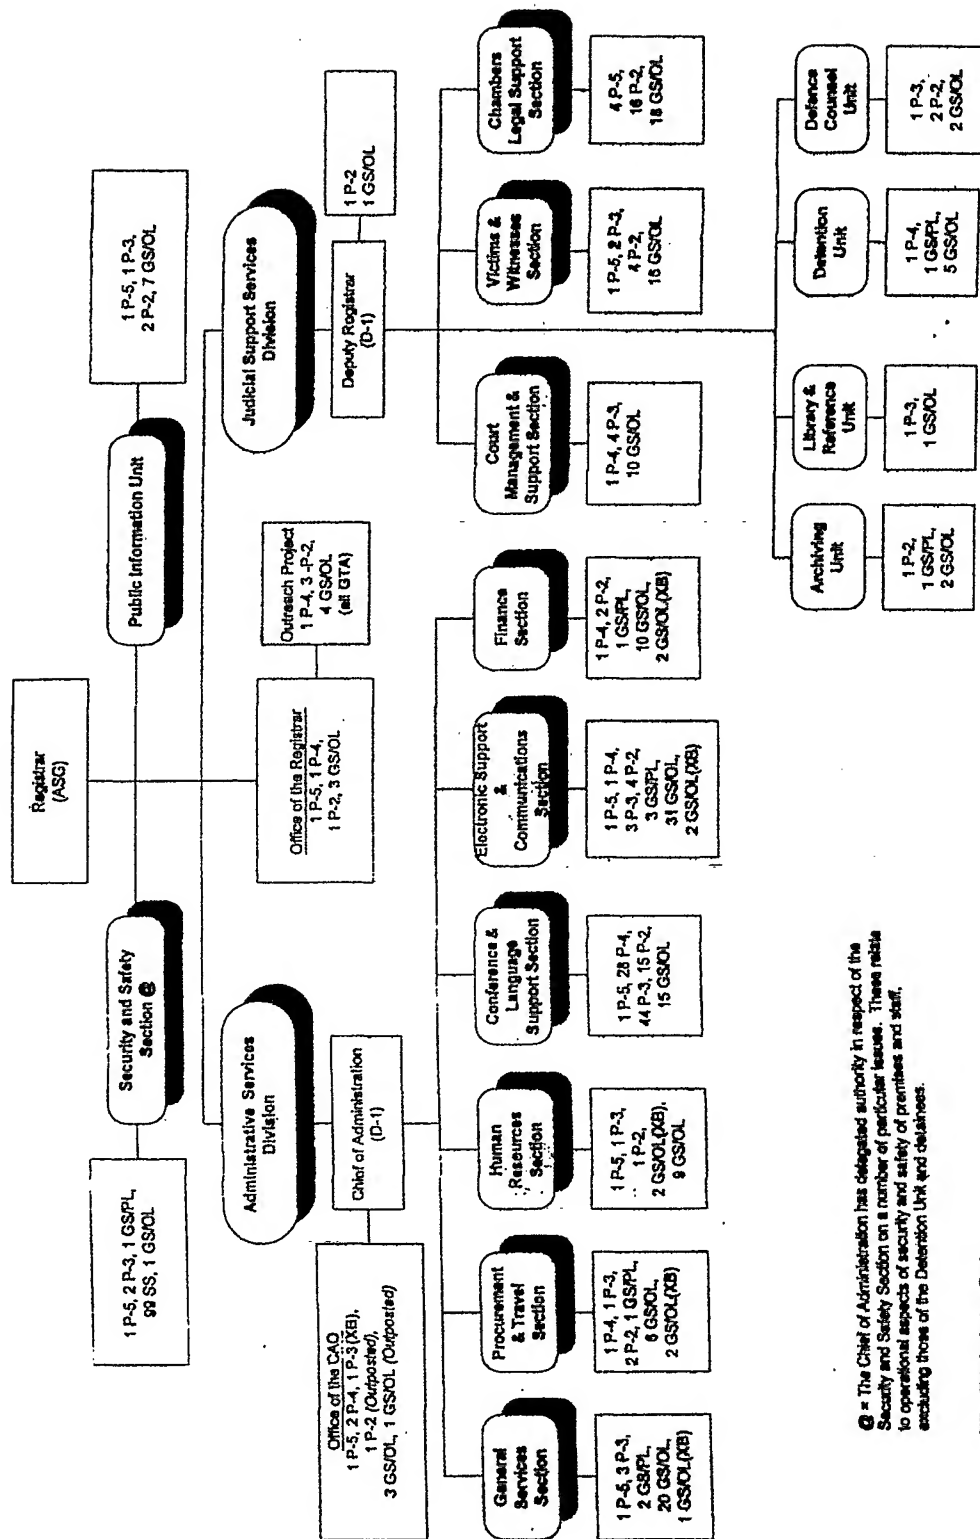 Registrar
(ASG)
Security and Safety
Section @
1 P-5, 2 P-3, 1 GS/PL,
99 SS, 1 GS/OL
Public Information Unit
1 P-5, 1 P-3,
2 P-2, 7 GS/OL
Office of the Registrar
1 P-5, 1 P-4,
1 P-2, 3 GS/OL
Outreach Project
1 P-4, 3 -P-2,
4 GS/OL
(all GTA)
Administrative Services
Division
Chief of Administration
(D-1)
Office of the CAO
1 P-5, 2 P-4, 1 P-3 (XB),
1 P-2 (Outposted),
3 GS/OL, 1 GS/OL (Outposted)
Judicial Support Services
Division
Deputy Registrar
(D-1)
1 P-2
1 GS/OL
General
Services
Section
1 P-5, 3 P-3,
2 GS/PL,
20 GS/OL,
1 GS/OL(XB)
Procurement
& Travel
Section
1 P-4, 1 P-3,
2 P-2, 1 GS/PL,
6 GS/OL,
2 GS/OL(XB)
Human
Resources
Section
1 P-5, 1 P-3,
1 P-2,
2 GS/OL(XB),
9 GS/OL
Conference &
Language
Support Section
1 P-5, 28 P-4,
44 P-3, 15 P-2,
15 GS/OL
Electronic Support
&
Communications
Section
1 P-5, 1 P-4,
3 P-3, 4 P-2,
3 GS/PL,
31 GS/OL,
2 GS/OL(XB)
Finance
Section
1 P-4, 2 P-2,
1 GS/PL,
10 GS/OL,
2 GS/OL(XB)
Court
Management &
Support Section
1 P-4, 4 P-3,
10 GS/OL
Victims &
Witnesses
Section
1 P-5, 2 P-3,
4 P-2,
16 GS/OL
Chambers
Legal Support
Section
4 P-5,
16 P-2,
18 GS/OL
Archiving
Unit
1 P-2,
1 GS/PL,
2 GS/OL
Library &
Reference
Unit
1 P-3,
1 GS/OL
Detention
Unit
1 P-4,
1 GS/PL,
5 GS/OL
Defence
Counsel
Unit
1 P-3,
2 P-2,
2 GS/OL
@ = The Chief of Administration has delegated authority in respect of the
Security and Safety Section on a number of particular issues. These relate
to operational aspects of security and safety of premises and staff,
excluding those of the Detention Unit and detainees.